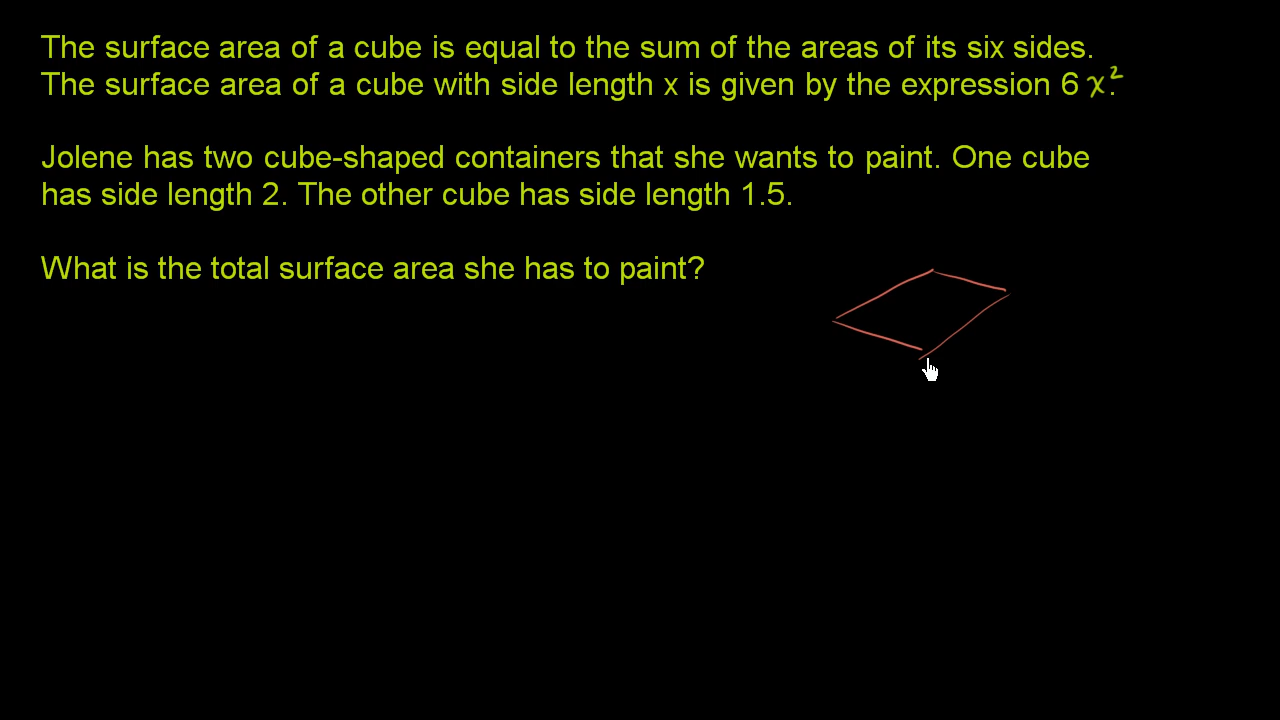 The surface area of a cube is equal to the sum of the areas of its six sides.
The surface area of a cube with side length x is given by the expression 6x².
Jolene has two cube-shaped containers that she wants to paint. One cube
has side length 2. The other cube has side length 1.5.
What is the total surface area she has to paint?